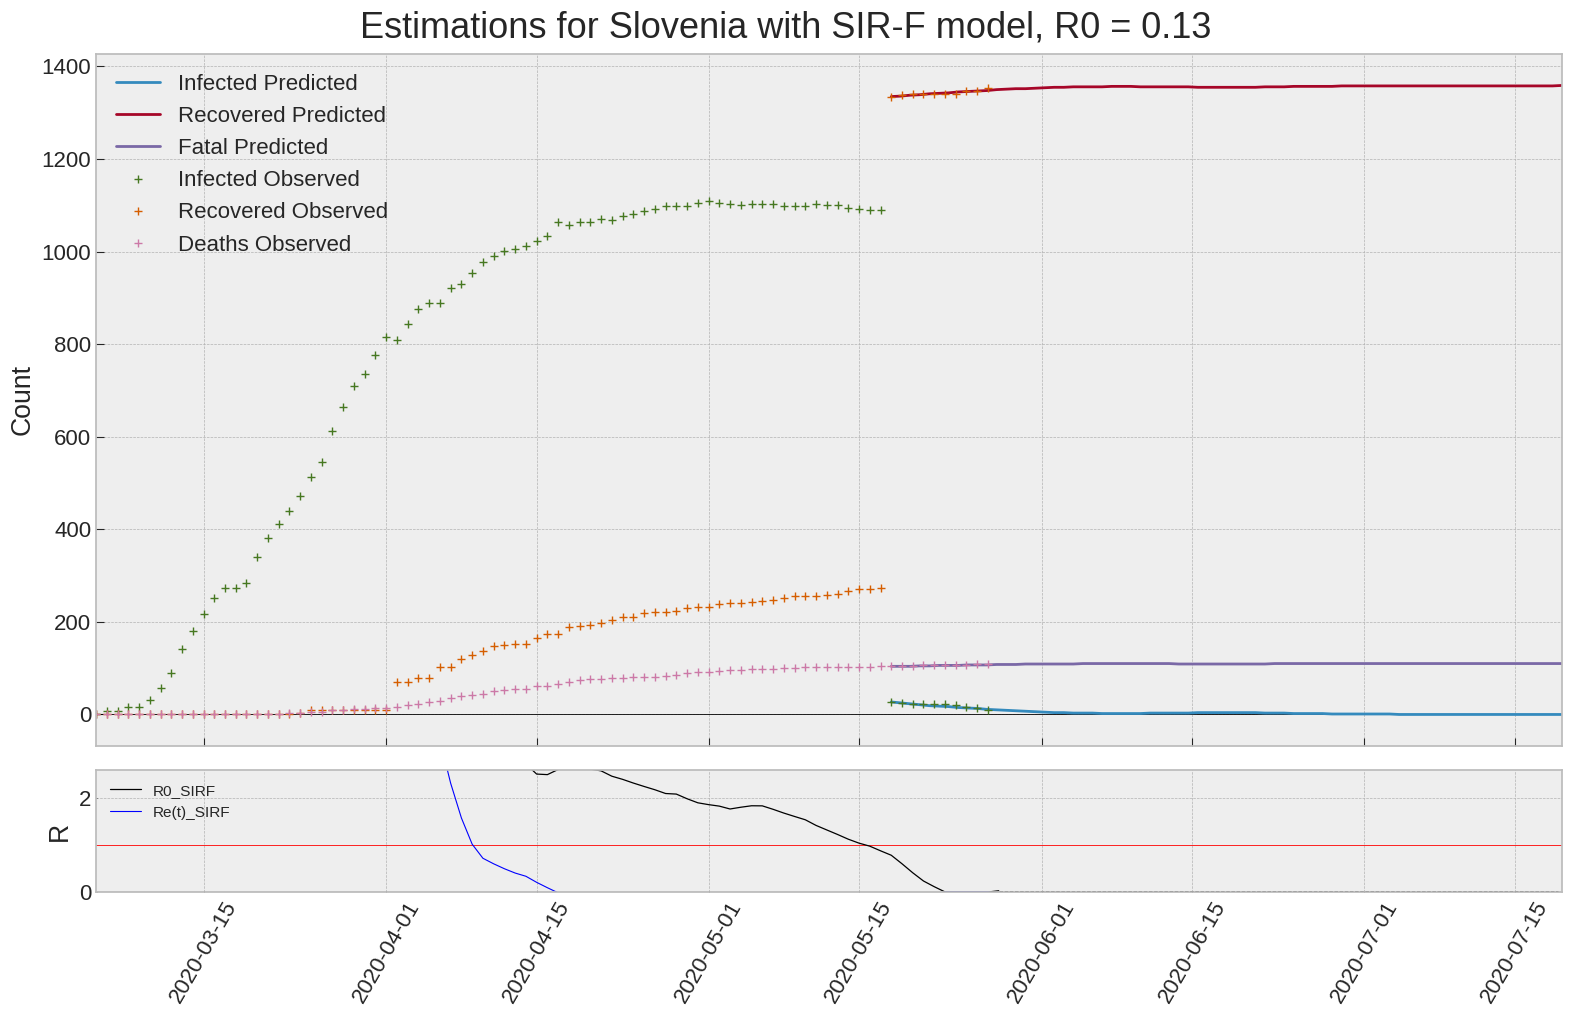 Estimations for Slovenia with SIR-F model, R0 = 0.13
1400
1200
1000
800
600
400
200
0
Count
Infected Predicted
Recovered Predicted
Fatal Predicted
Infected Observed
Recovered Observed
Deaths Observed
2
0
R
R0_SIRF
Re(t)_SIRF
2020-03-15
2020-04-01
2020-04-15
2020-05-01
2020-05-15
2020-06-01
2020-06-15
2020-07-01
2020-07-15